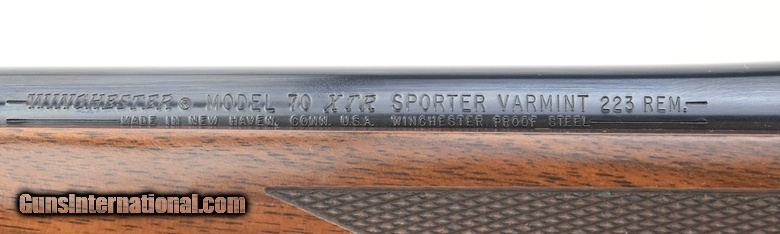 WINCHESTER® MODEL 70 XTR SPORTER VARMINT 223 REM.
MADE IN NEW HAVEN, CONN. U.S.A. WINCHESTER PROOF STEEL
GunsInternational.com